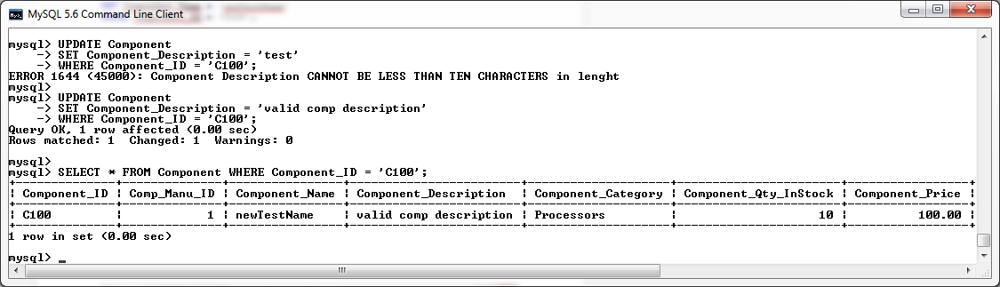 MySQL 5.6 Command Line Client
mysql> UPDATE Component
    -> SET Component_Description = 'test'
    -> WHERE Component_ID = 'C100';
ERROR 1644 (45000): Component Description CANNOT BE LESS THAN TEN CHARACTERS in lenght
mysql>
mysql> UPDATE Component
    -> SET Component_Description = 'valid comp description'
    -> WHERE Component_ID = 'C100';
Query OK, 1 row affected (0.00 sec)
Rows matched: 1  Changed: 1  Warnings: 0
mysql>
mysql> SELECT * FROM Component WHERE Component_ID = 'C100';
+--------------+--------------+----------------+------------------------+--------------------+-----------------------+-----------------+
| Component_ID | Comp_Manu_ID | Component_Name | Component_Description  | Component_Category | Component_Qty_InStock | Component_Price |
+--------------+--------------+----------------+------------------------+--------------------+-----------------------+-----------------+
| C100         |            1 | newTestName    | valid comp description | Processors         |                    10 |          100.00 |
+--------------+--------------+----------------+------------------------+--------------------+-----------------------+-----------------+
1 row in set (0.00 sec)
mysql> _